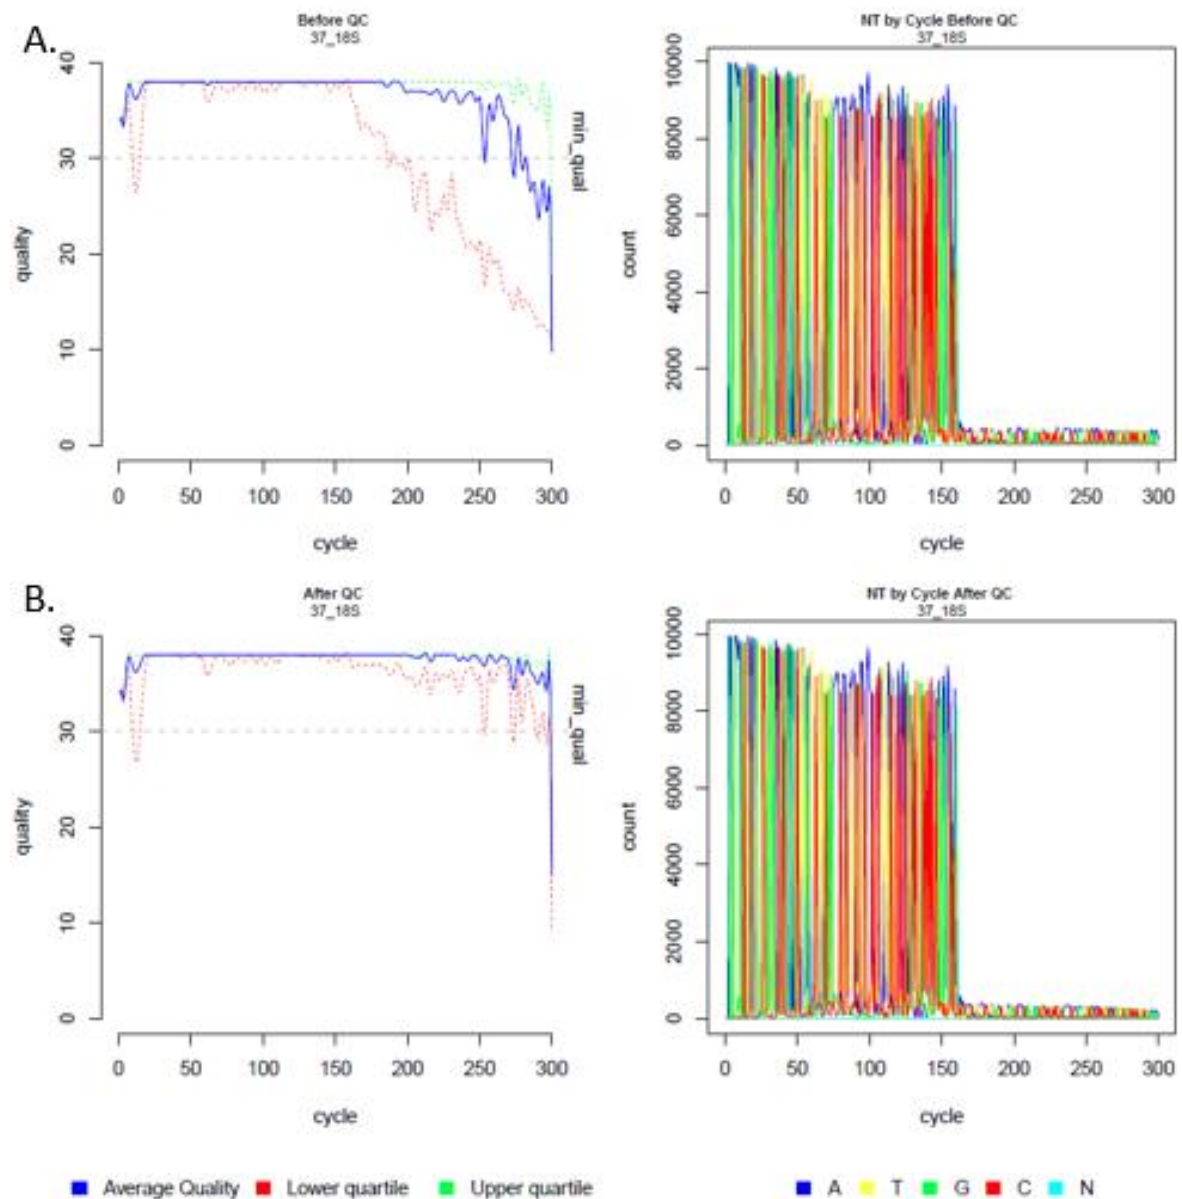 A.
Before QC
37_18S
40
30
20
10
0
quality
min_qual
0 50 100 150 200 250 300
cycle
NT by Cycle Before QC
37_18S
10000
8000
6000
4000
2000
0
count
0 50 100 150 200 250 300
cycle
B.
After QC
37_18S
40
30
20
10
0
quality
min_qual
0 50 100 150 200 250 300
cycle
NT by Cycle After QC
37_18S
10000
8000
6000
4000
2000
0
count
0 50 100 150 200 250 300
cycle
Average Quality Lower quartile Upper quartile
A T G C N